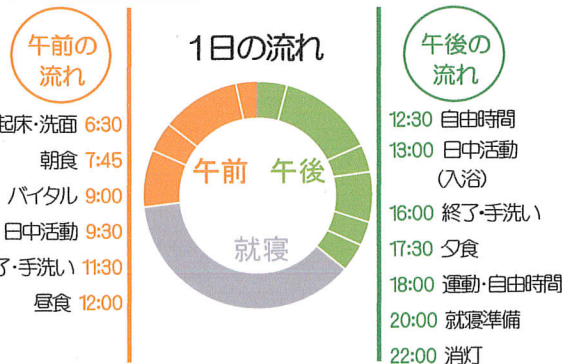 午前の
流れ
起床・洗面 6:30
朝食 7:45
バイタル 9:00
日中活動 9:30
了・手洗い 11:30
昼食 12:00
1日の流れ
午前 午後
就寝
午後の
流れ
12:30 自由時間
13:00 日中活動
(入浴)
16:00 終了・手洗い
17:30 夕食
18:00 運動・自由時間
20:00 就寝準備
22:00 消灯